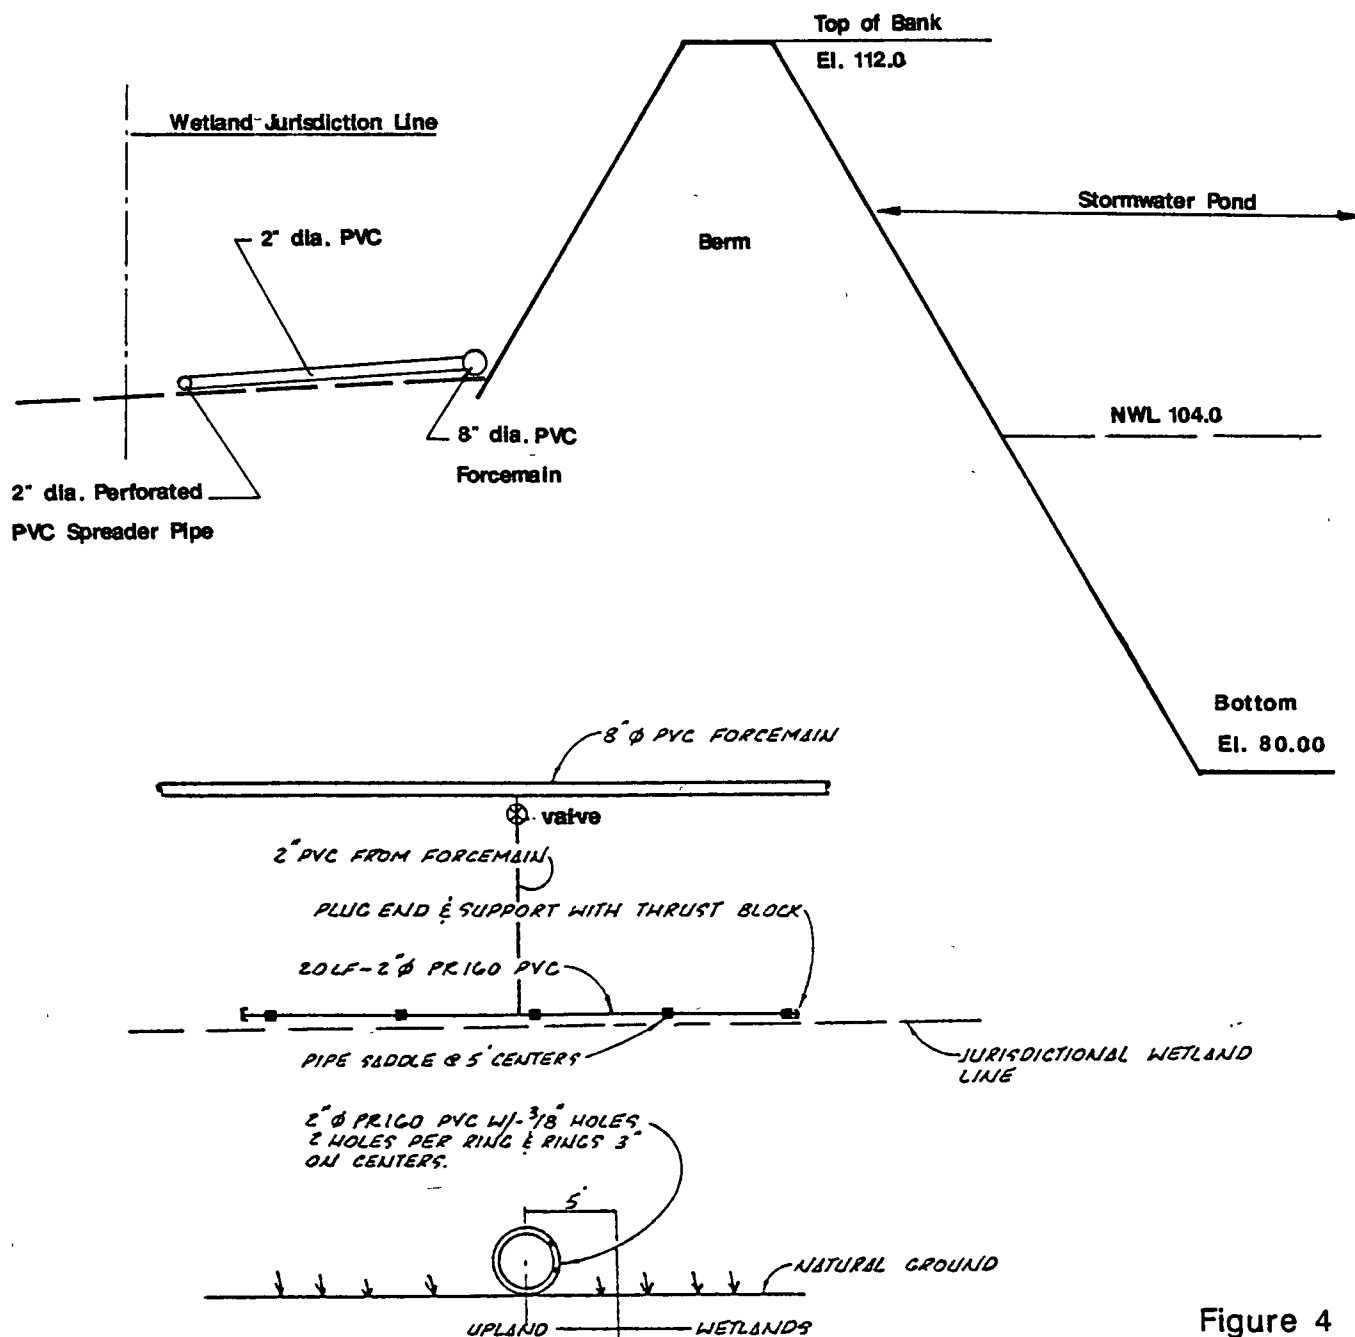 Top of Bank
El. 112.0
Wetland Jurisdiction Line
Stormwater Pond
2" dia. PVC
Berm
NWL 104.0
8" dia. PVC
Forcemain
2" dia. Perforated
PVC Spreader Pipe
Bottom
El. 80.00
8"ϕ PVC FORCEMAIN
valve
2" PVC FROM FORCEMAIN
PLUG END & SUPPORT WITH THRUST BLOCK
20LF-2"ϕ PR160 PVC
PIPE SADDLE @ 5' CENTERS
JURISDICTIONAL WETLAND
LINE
2"ϕ PR160 PVC W/-3/8" HOLES
2 HOLES PER RING & RINGS 3"
ON CENTERS.
5'
NATURAL GROUND
UPLAND
WETLANDS
Figure 4